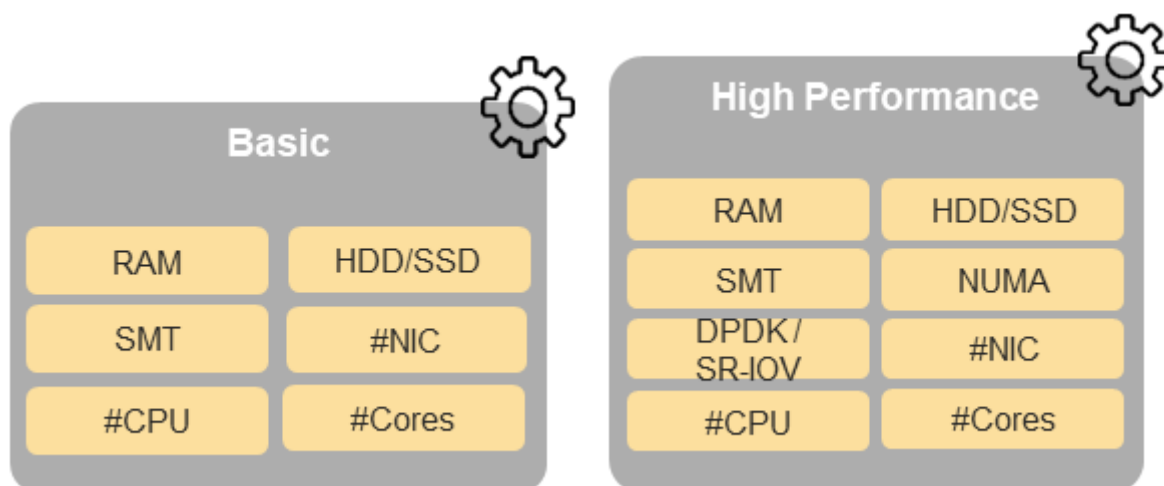 Basic
RAM
HDD/SSD
SMT
#NIC
#CPU
#Cores
High Performance
RAM
HDD/SSD
SMT
NUMA
DPDK /
SR-IOV
#NIC
#CPU
#Cores